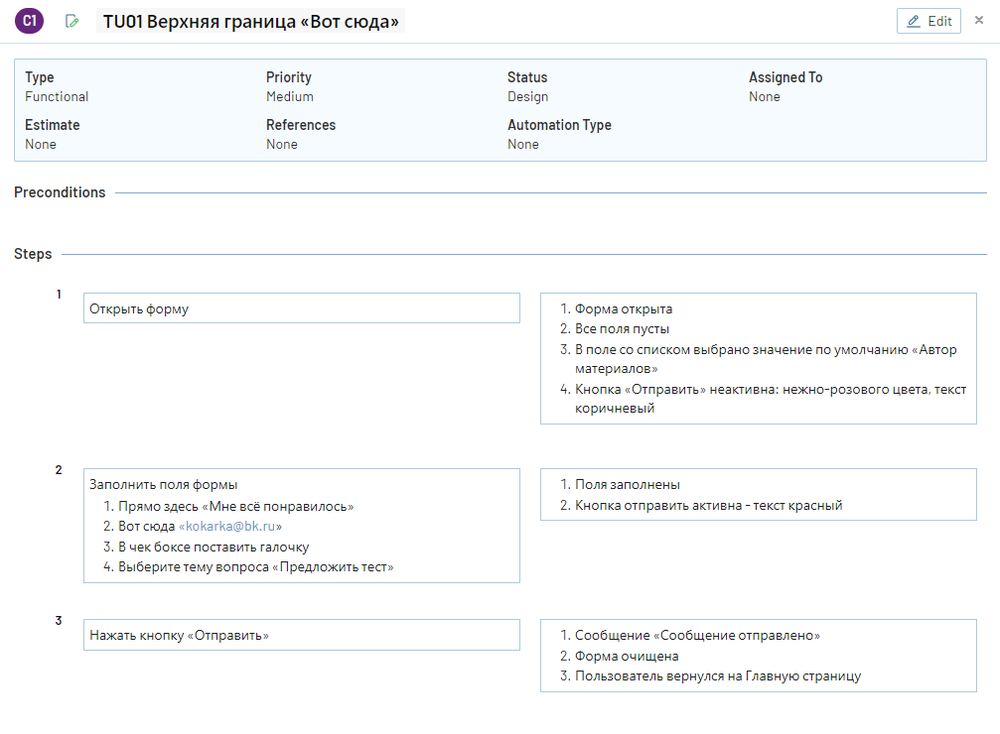 C1 TU01 Верхняя граница «Вот сюда» Edit ×
Type Priority Status Assigned To
Functional Medium Design None
Estimate References Automation Type
None None None
Preconditions
Steps
1
Открыть форму
1. Форма открыта
2. Все поля пусты
3. В поле со списком выбрано значение по умолчанию «Автор
материалов»
4. Кнопка «Отправить» неактивна: нежно-розового цвета, текст
коричневый
2
Заполнить поля формы
1. Прямо здесь «Мне всё понравилось»
2. Вот сюда «kokarka@bk.ru»
3. В чек боксе поставить галочку
4. Выберите тему вопроса «Предложить тест»
1. Поля заполнены
2. Кнопка отправить активна - текст красный
3
Нажать кнопку «Отправить»
1. Сообщение «Сообщение отправлено»
2. Форма очищена
3. Пользователь вернулся на Главную страницу